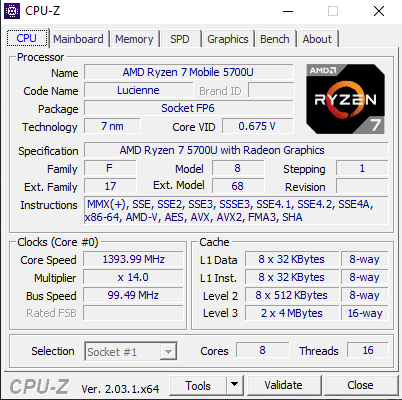 CPU-Z
CPU Mainboard Memory SPD Graphics Bench About
Processor
Name AMD Ryzen 7 Mobile 5700U
Code Name Lucienne Brand ID
Package Socket FP6
Technology 7 nm Core VID 0.675 V
AMD
RYZEN
7
Specification AMD Ryzen 7 5700U with Radeon Graphics
Family F Model 8 Stepping 1
Ext. Family 17 Ext. Model 68 Revision
Instructions MMX(+), SSE, SSE2, SSE3, SSSE3, SSE4.1, SSE4.2, SSE4A,
x86-64, AMD-V, AES, AVX, AVX2, FMA3, SHA
Clocks (Core #0)
Core Speed 1393.99 MHz
Multiplier x 14.0
Bus Speed 99.49 MHz
Rated FSB
Cache
L1 Data 8 x 32 KBytes 8-way
L1 Inst. 8 x 32 KBytes 8-way
Level 2 8 x 512 KBytes 8-way
Level 3 2 x 4 MBytes 16-way
Selection Socket #1 Cores 8 Threads 16
CPU-Z Ver. 2.03.1.x64 Tools Validate Close